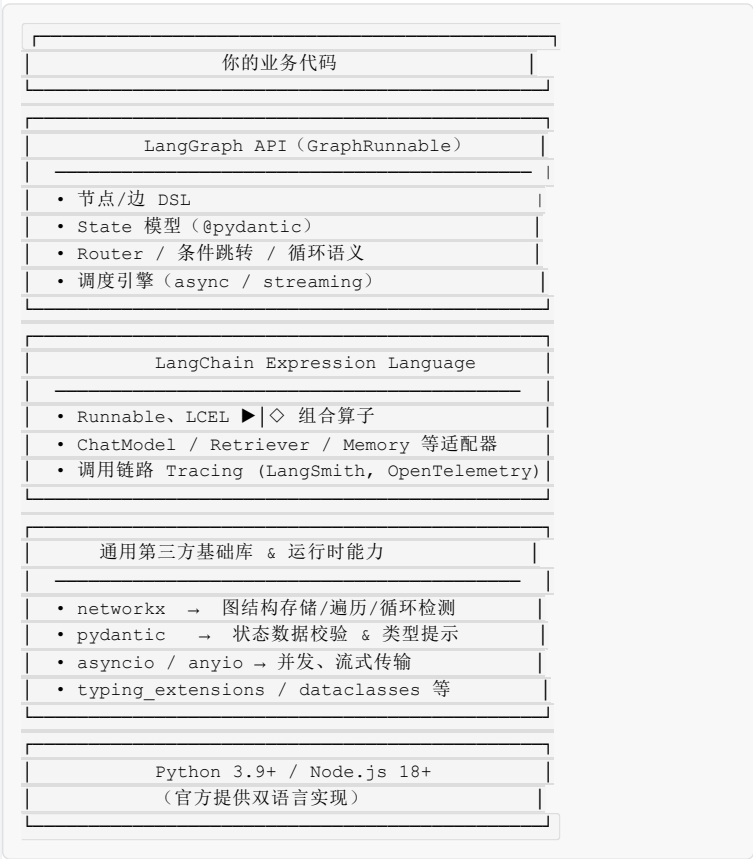 你的业务代码
LangGraph API（GraphRunnable）
• 节点/边 DSL
• State 模型（@pydantic）
• Router / 条件跳转 / 循环语义
• 调度引擎（async / streaming）
LangChain Expression Language
• Runnable、LCEL ▶|◇ 组合算子
• ChatModel / Retriever / Memory 等适配器
• 调用链路 Tracing (LangSmith, OpenTelemetry)
通用第三方基础库 & 运行时能力
• networkx → 图结构存储/遍历/循环检测
• pydantic → 状态数据校验 & 类型提示
• asyncio / anyio → 并发、流式传输
• typing_extensions / dataclasses 等
Python 3.9+ / Node.js 18+
（官方提供双语言实现）